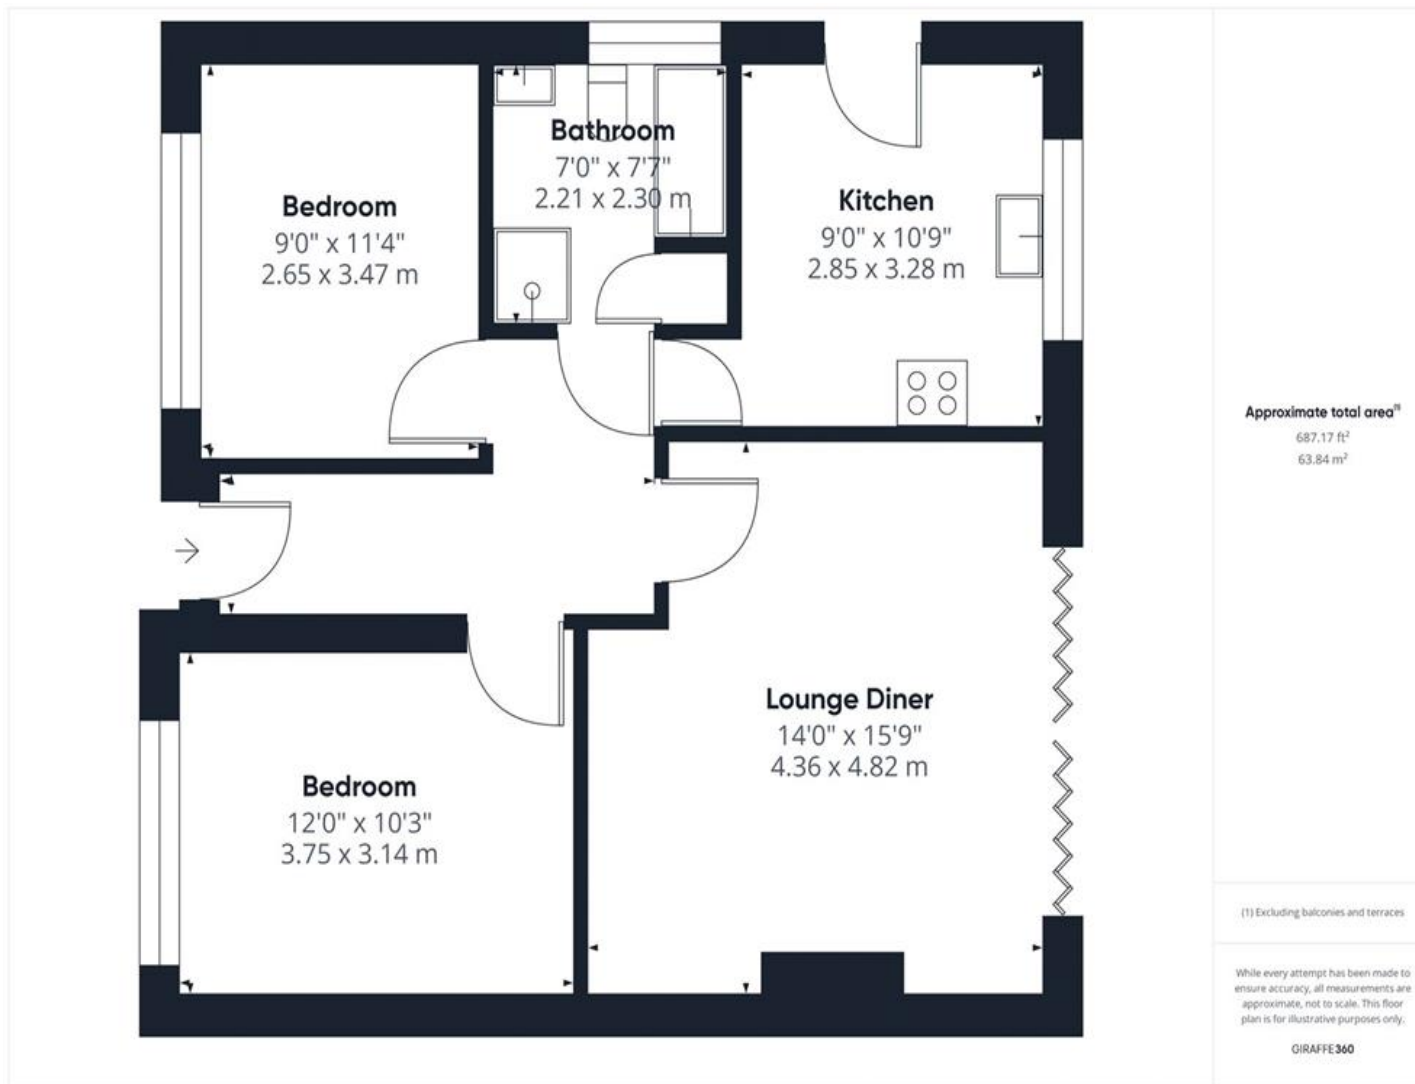 Bathroom
7'0" x 7'7"
2.21 x 2.30 m
Bedroom
9'0" x 11'4"
2.65 x 3.47 m
Kitchen
9'0" x 10'9"
2.85 x 3.28 m
Lounge Diner
14'0" x 15'9"
4.36 x 4.82 m
Bedroom
12'0" x 10'3"
3.75 x 3.14 m
Approximate total area⁽¹⁾
687.17 ft²
63.84 m²
(1) Excluding balconies and terraces
While every attempt has been made to
ensure accuracy, all measurements are
approximate, not to scale. This floor
plan is for illustrative purposes only.
GIRAFFE360